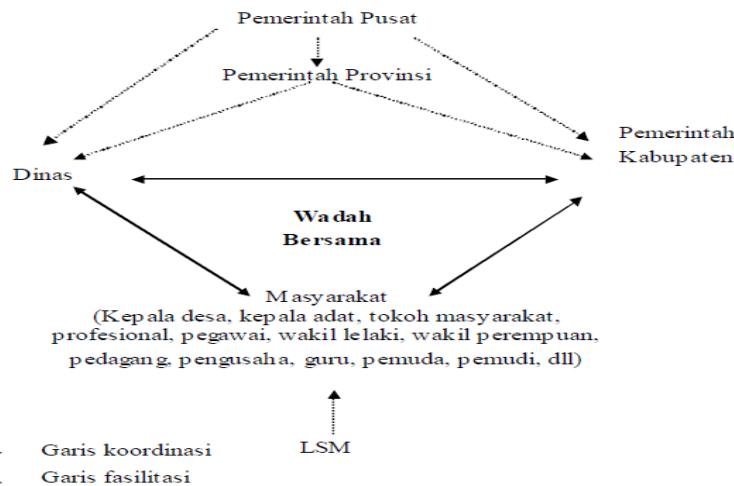 Pemerintah Pusat
Pemerintah Provinsi
Pemerintah
Kabupaten
Dinas
Wadah
Bersama
Masyarakat
(Kepala desa, kepala adat, tokoh masyarakat,
profesional, pegawai, wakil lelaki, wakil perempuan,
pedagang, pengusaha, guru, pemuda, pemudi, dll)
LSM
Garis koordinasi
Garis fasilitasi